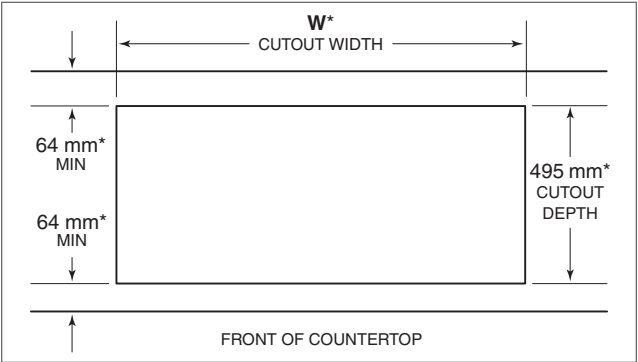 W*
CUTOUT WIDTH
64 mm*
MIN
495 mm*
CUTOUT
DEPTH
64 mm*
MIN
FRONT OF COUNTERTOP